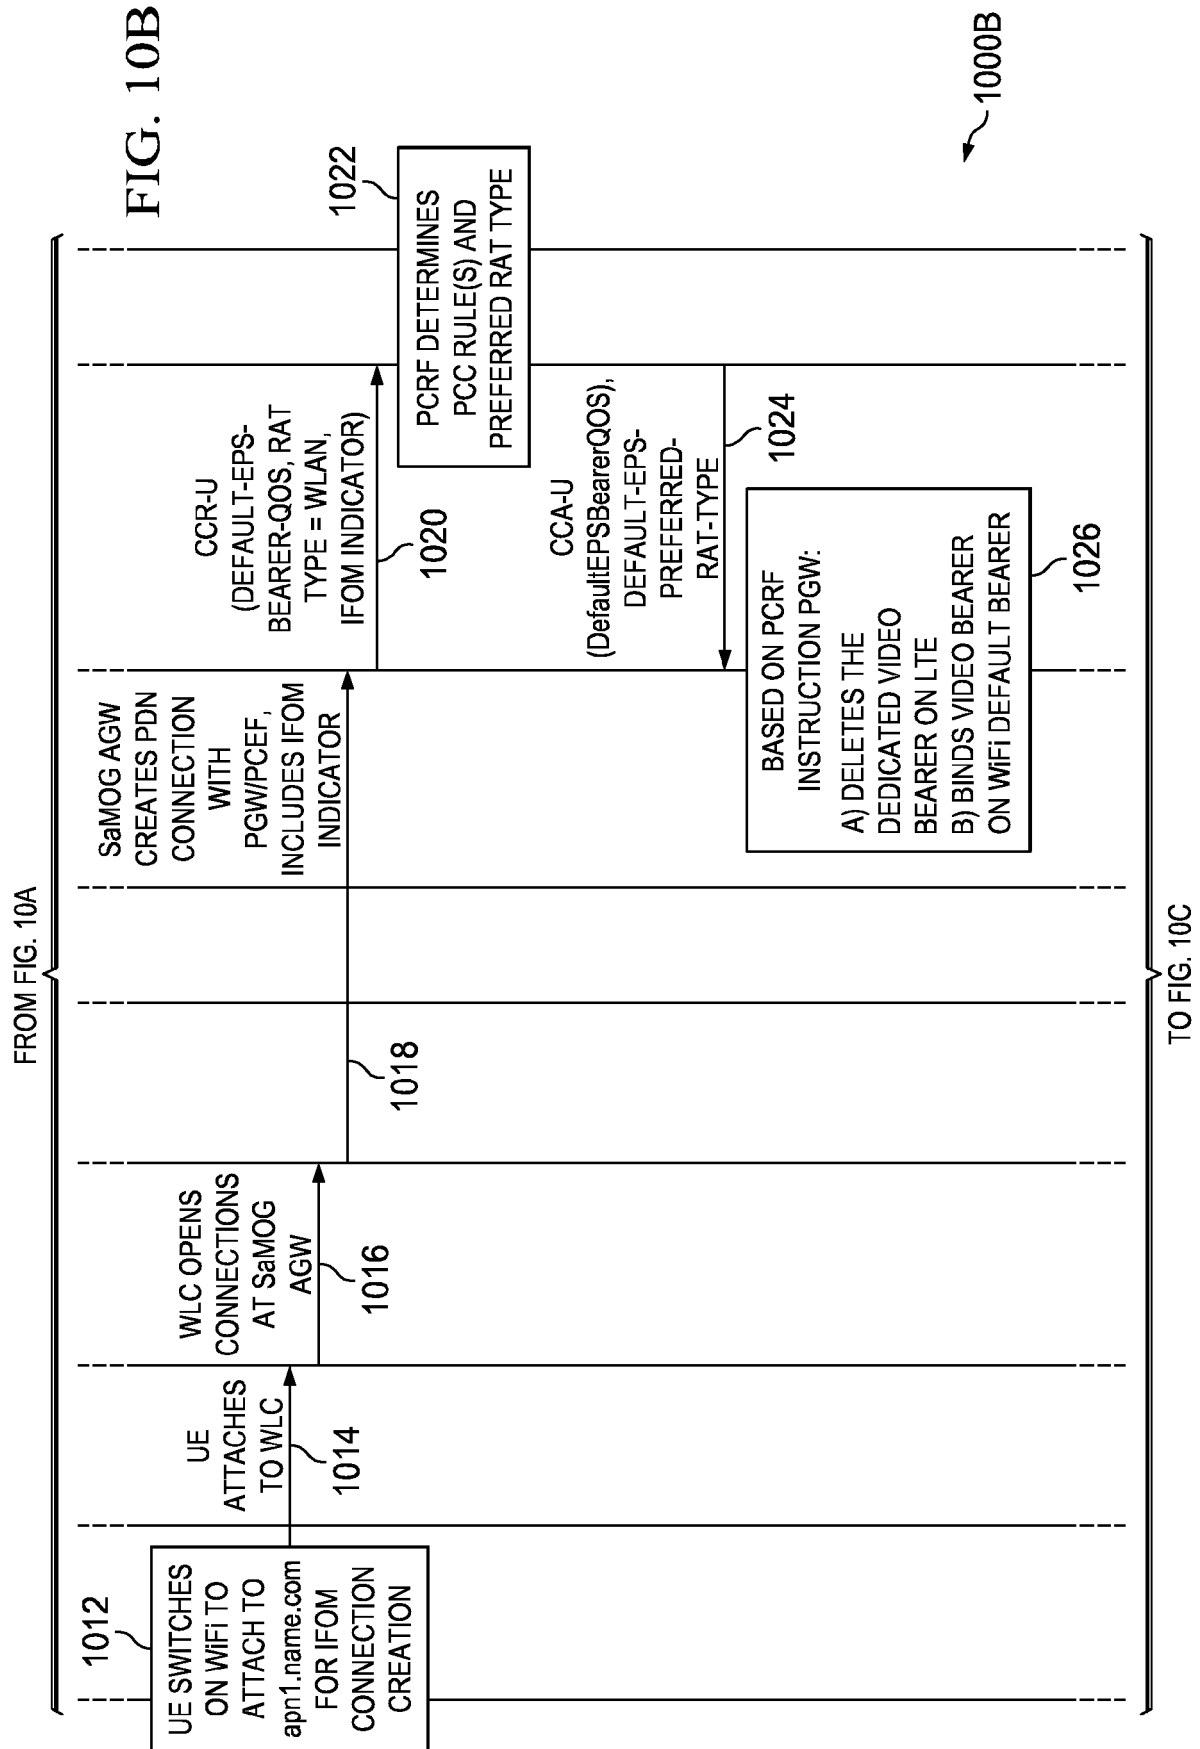 FROM FIG. 10A
FIG. 10B
1012
UE SWITCHES
ON WiFi TO
ATTACH TO
apn1.name.com
FOR IFOM
CONNECTION
CREATION
UE
ATTACHES
TO WLC
1014
WLC OPENS
CONNECTIONS
AT SaMOG
AGW
1016
1018
SaMOG AGW
CREATES PDN
CONNECTION
WITH
PGW/PCEF,
INCLUDES IFOM
INDICATOR
CCR-U
(DEFAULT-EPS-
BEARER-QOS, RAT
TYPE = WLAN,
IFOM INDICATOR)
1020
1022
PCRF DETERMINES
PCC RULE(S) AND
PREFERRED RAT TYPE
CCA-U
(DefaultEPSBearerQOS),
DEFAULT-EPS-
PREFERRED-
RAT-TYPE
1024
BASED ON PCRF
INSTRUCTION PGW:
A) DELETES THE
DEDICATED VIDEO
BEARER ON LTE
B) BINDS VIDEO BEARER
ON WiFi DEFAULT BEARER
1026
1000B
TO FIG. 10C